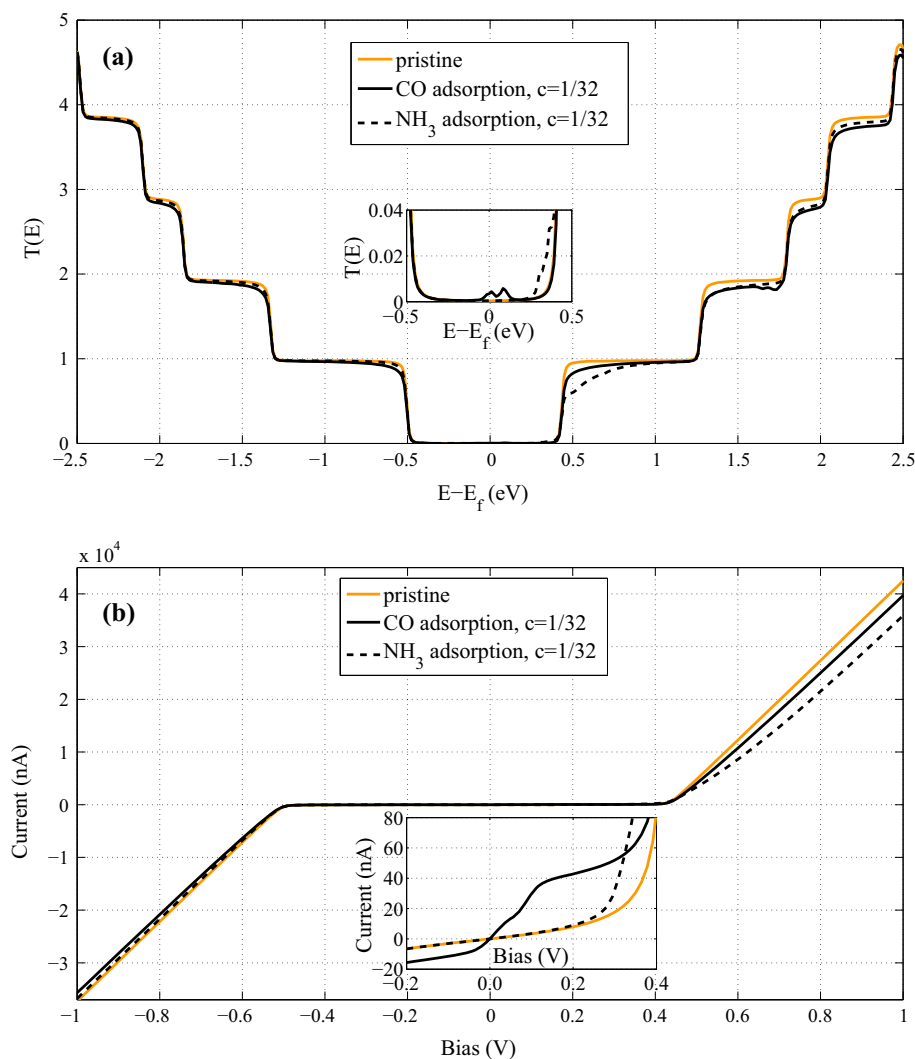 (a)
pristine
CO adsorption, c=1/32
NH3 adsorption, c=1/32
5
4
3
2
1
0
T(E)
0.04
0.02
0
T(E)
−0.5 0 0.5
E−Ef (eV)
−2.5 −2 −1.5 −1 −0.5 0 0.5 1 1.5 2 2.5
E−Ef (eV)
x 10^4
(b)
pristine
CO adsorption, c=1/32
NH3 adsorption, c=1/32
4
3
2
1
0
−1
−2
−3
Current (nA)
80
60
40
20
0
−20
Current (nA)
Bias (V)
−0.2 0.0 0.2 0.4
−1 −0.8 −0.6 −0.4 −0.2 0 0.2 0.4 0.6 0.8 1
Bias (V)